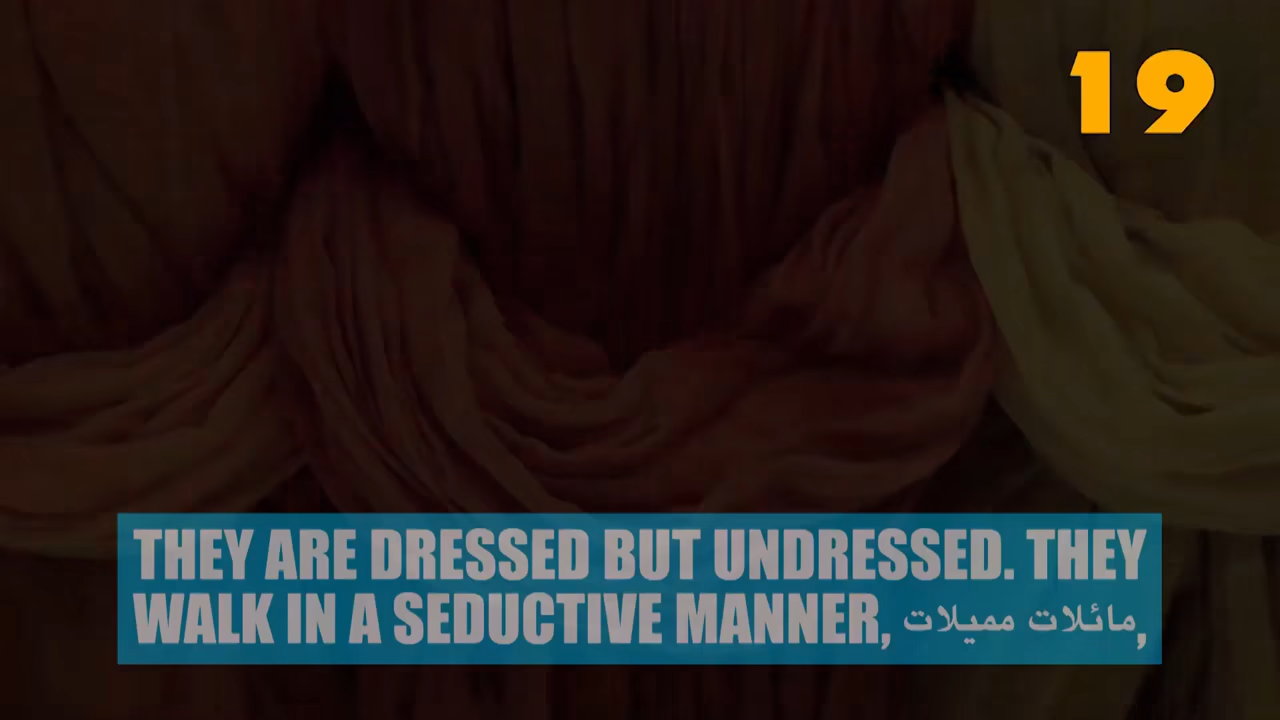 19
THEY ARE DRESSED BUT UNDRESSED. THEY
WALK IN A SEDUCTIVE MANNER, مائلات مميلات,